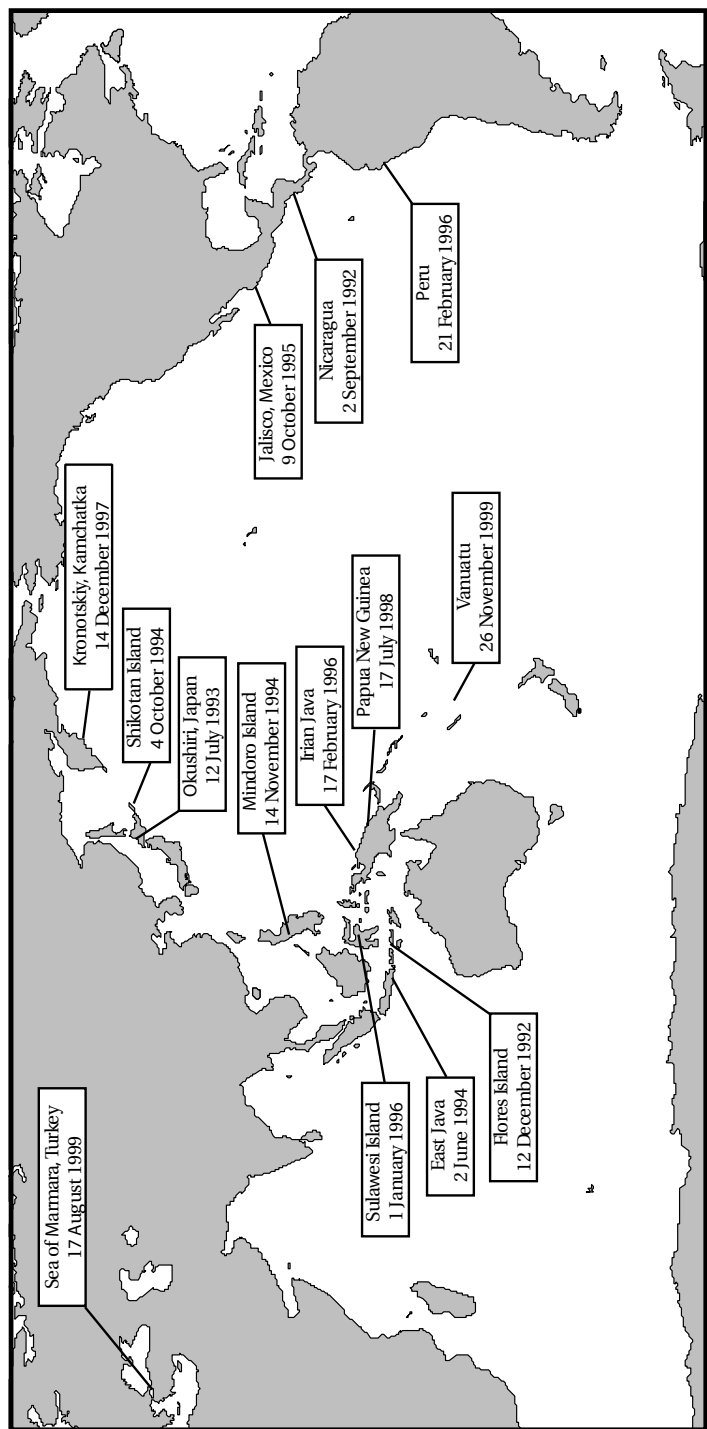 Sea of Marmara, Turkey
17 August 1999
Kronotskiy, Kamchatka
14 December 1997
Shikotan Island
4 October 1994
Okushiri, Japan
12 July 1993
Mindoro Island
14 November 1994
Irian Java
17 February 1996
Papua New Guinea
17 July 1998
Sulawesi Island
1 January 1996
East Java
2 June 1994
Flores Island
12 December 1992
Vanuatu
26 November 1999
Jalisco, Mexico
9 October 1995
Nicaragua
2 September 1992
Peru
21 February 1996